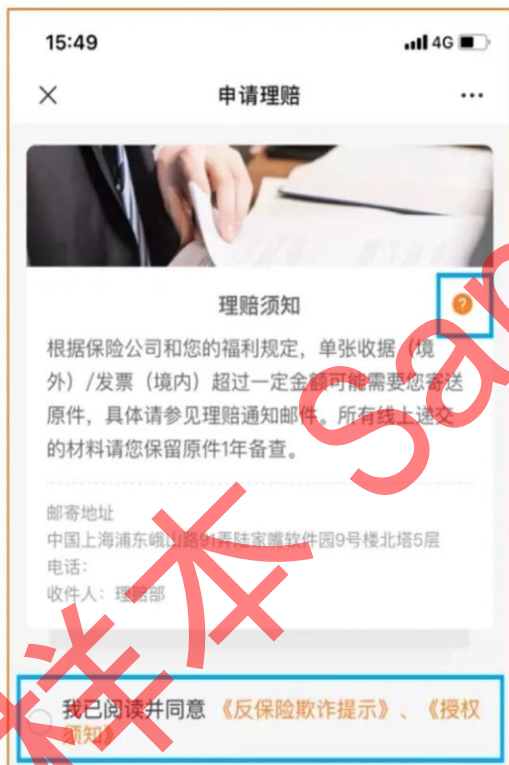 15:49
4G
申请理赔
理赔须知
?
根据保险公司和您的福利规定，单张收据（境
外）/发票（境内）超过一定金额可能需要您寄送
原件，具体请参见理赔通知邮件。所有线上递交
的材料请您保留原件1年备查。
邮寄地址
中国上海浦东峨山路91弄陆家嘴软件园9号楼北塔5层
电话：
收件人：理赔部
我已阅读并同意 《反保险欺诈提示》、《授权
须知》
样本 Sam